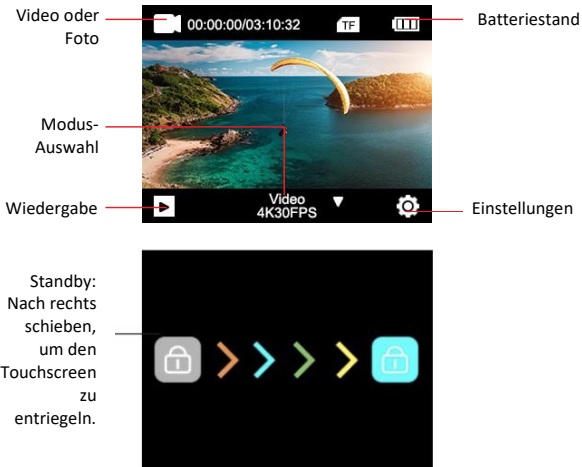 Video oder
Foto
00:00:00/03:10:32
TF
Batteriestand
Modus-
Auswahl
Wiedergabe
Video
4K30FPS
Einstellungen
Standby:
Nach rechts
schieben,
um den
Touchscreen
zu
entriegeln.